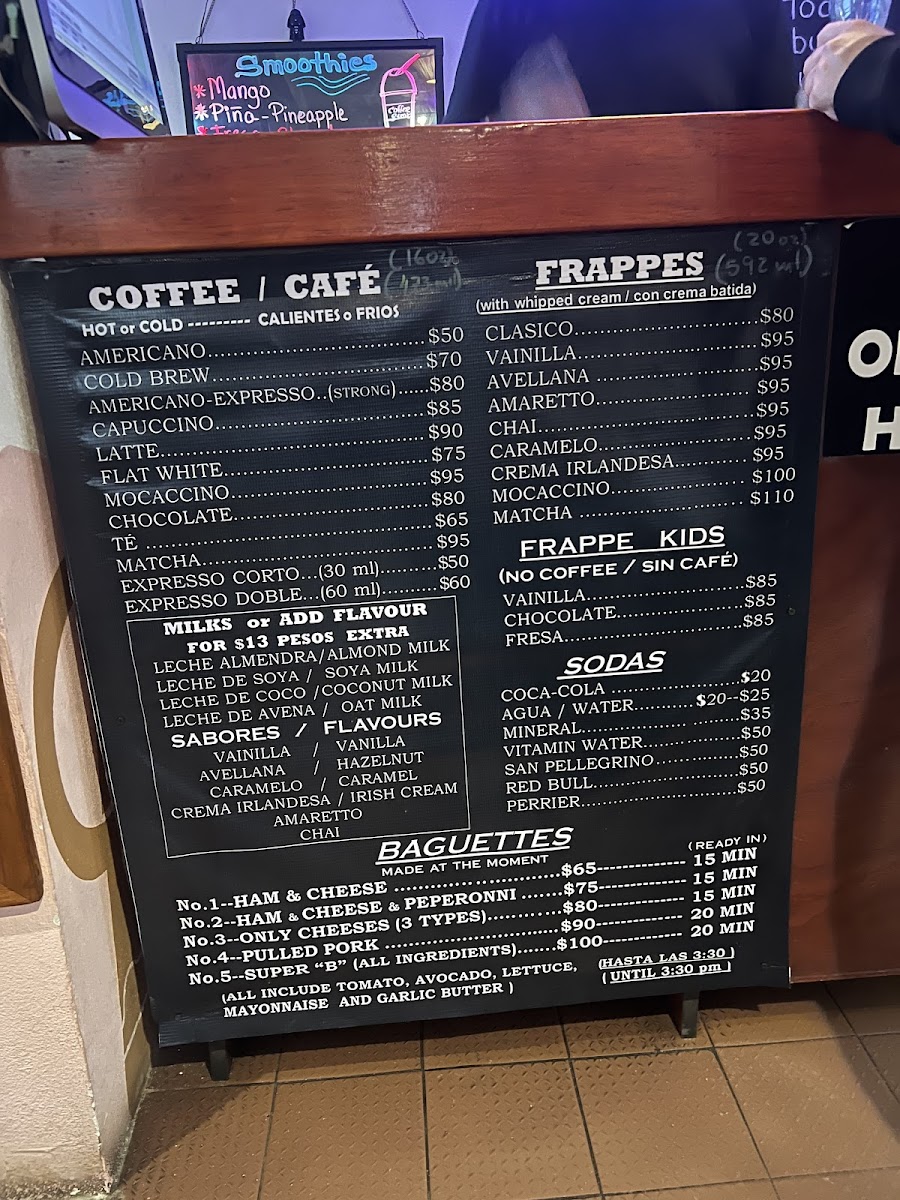 Smoothies
*Mango
*Piña-Pineapple
COFFEE / CAFÉ
(16oz)
(473ml)
HOT or COLD --------- CALIENTES o FRIOS
AMERICANO.............................$50
COLD BREW.............................$70
AMERICANO-EXPRESSO..(STRONG).....$80
CAPUCCINO.............................$85
LATTE.............................$90
FLAT WHITE.............................$75
MOCACCINO.............................$95
CHOCOLATE.............................$80
TÉ .............................$65
MATCHA.............................$95
EXPRESSO CORTO...(30 ml)..........$50
EXPRESSO DOBLE...(60 ml).........$60
MILKS or ADD FLAVOUR
FOR $13 PESOS EXTRA
LECHE ALMENDRA/ALMOND MILK
LECHE DE SOYA / SOYA MILK
LECHE DE COCO /COCONUT MILK
LECHE DE AVENA / OAT MILK
SABORES / FLAVOURS
VAINILLA / VANILLA
AVELLANA / HAZELNUT
CARAMELO / CARAMEL
CREMA IRLANDESA / IRISH CREAM
AMARETTO
CHAI
FRAPPES
(20oz)
(592 ml)
(with whipped cream / con crema batida)
CLASICO.............................$80
VAINILLA.............................$95
AVELLANA .............................$95
AMARETTO.............................$95
CHAI.............................$95
CARAMELO.............................$95
CREMA IRLANDESA............$95
MOCACCINO....................... $100
MATCHA ............................ $110
FRAPPE KIDS
(NO COFFEE / SIN CAFÉ)
VAINILLA..........................$85
CHOCOLATE.....................$85
FRESA.............................$85
SODAS
COCA-COLA .....................$20
AGUA / WATER..........$20--$25
MINERAL.........................$35
VITAMIN WATER................$50
SAN PELLEGRINO..............$50
RED BULL.........................$50
PERRIER..........................$50
BAGUETTES
MADE AT THE MOMENT
(READY IN)
No.1--HAM & CHEESE .........................$65-------------- 15 MIN
No.2--HAM & CHEESE & PEPERONNI .......$75-------------- 15 MIN
No.3--ONLY CHEESES (3 TYPES)............$80-------------- 15 MIN
No.4--PULLED PORK ..........................$90------------- 20 MIN
No.5--SUPER “B” (ALL INGREDIENTS)......$100------------ 20 MIN
(ALL INCLUDE TOMATO, AVOCADO, LETTUCE,
MAYONNAISE AND GARLIC BUTTER )
(HASTA LAS 3:30 )
( UNTIL 3:30 pm )